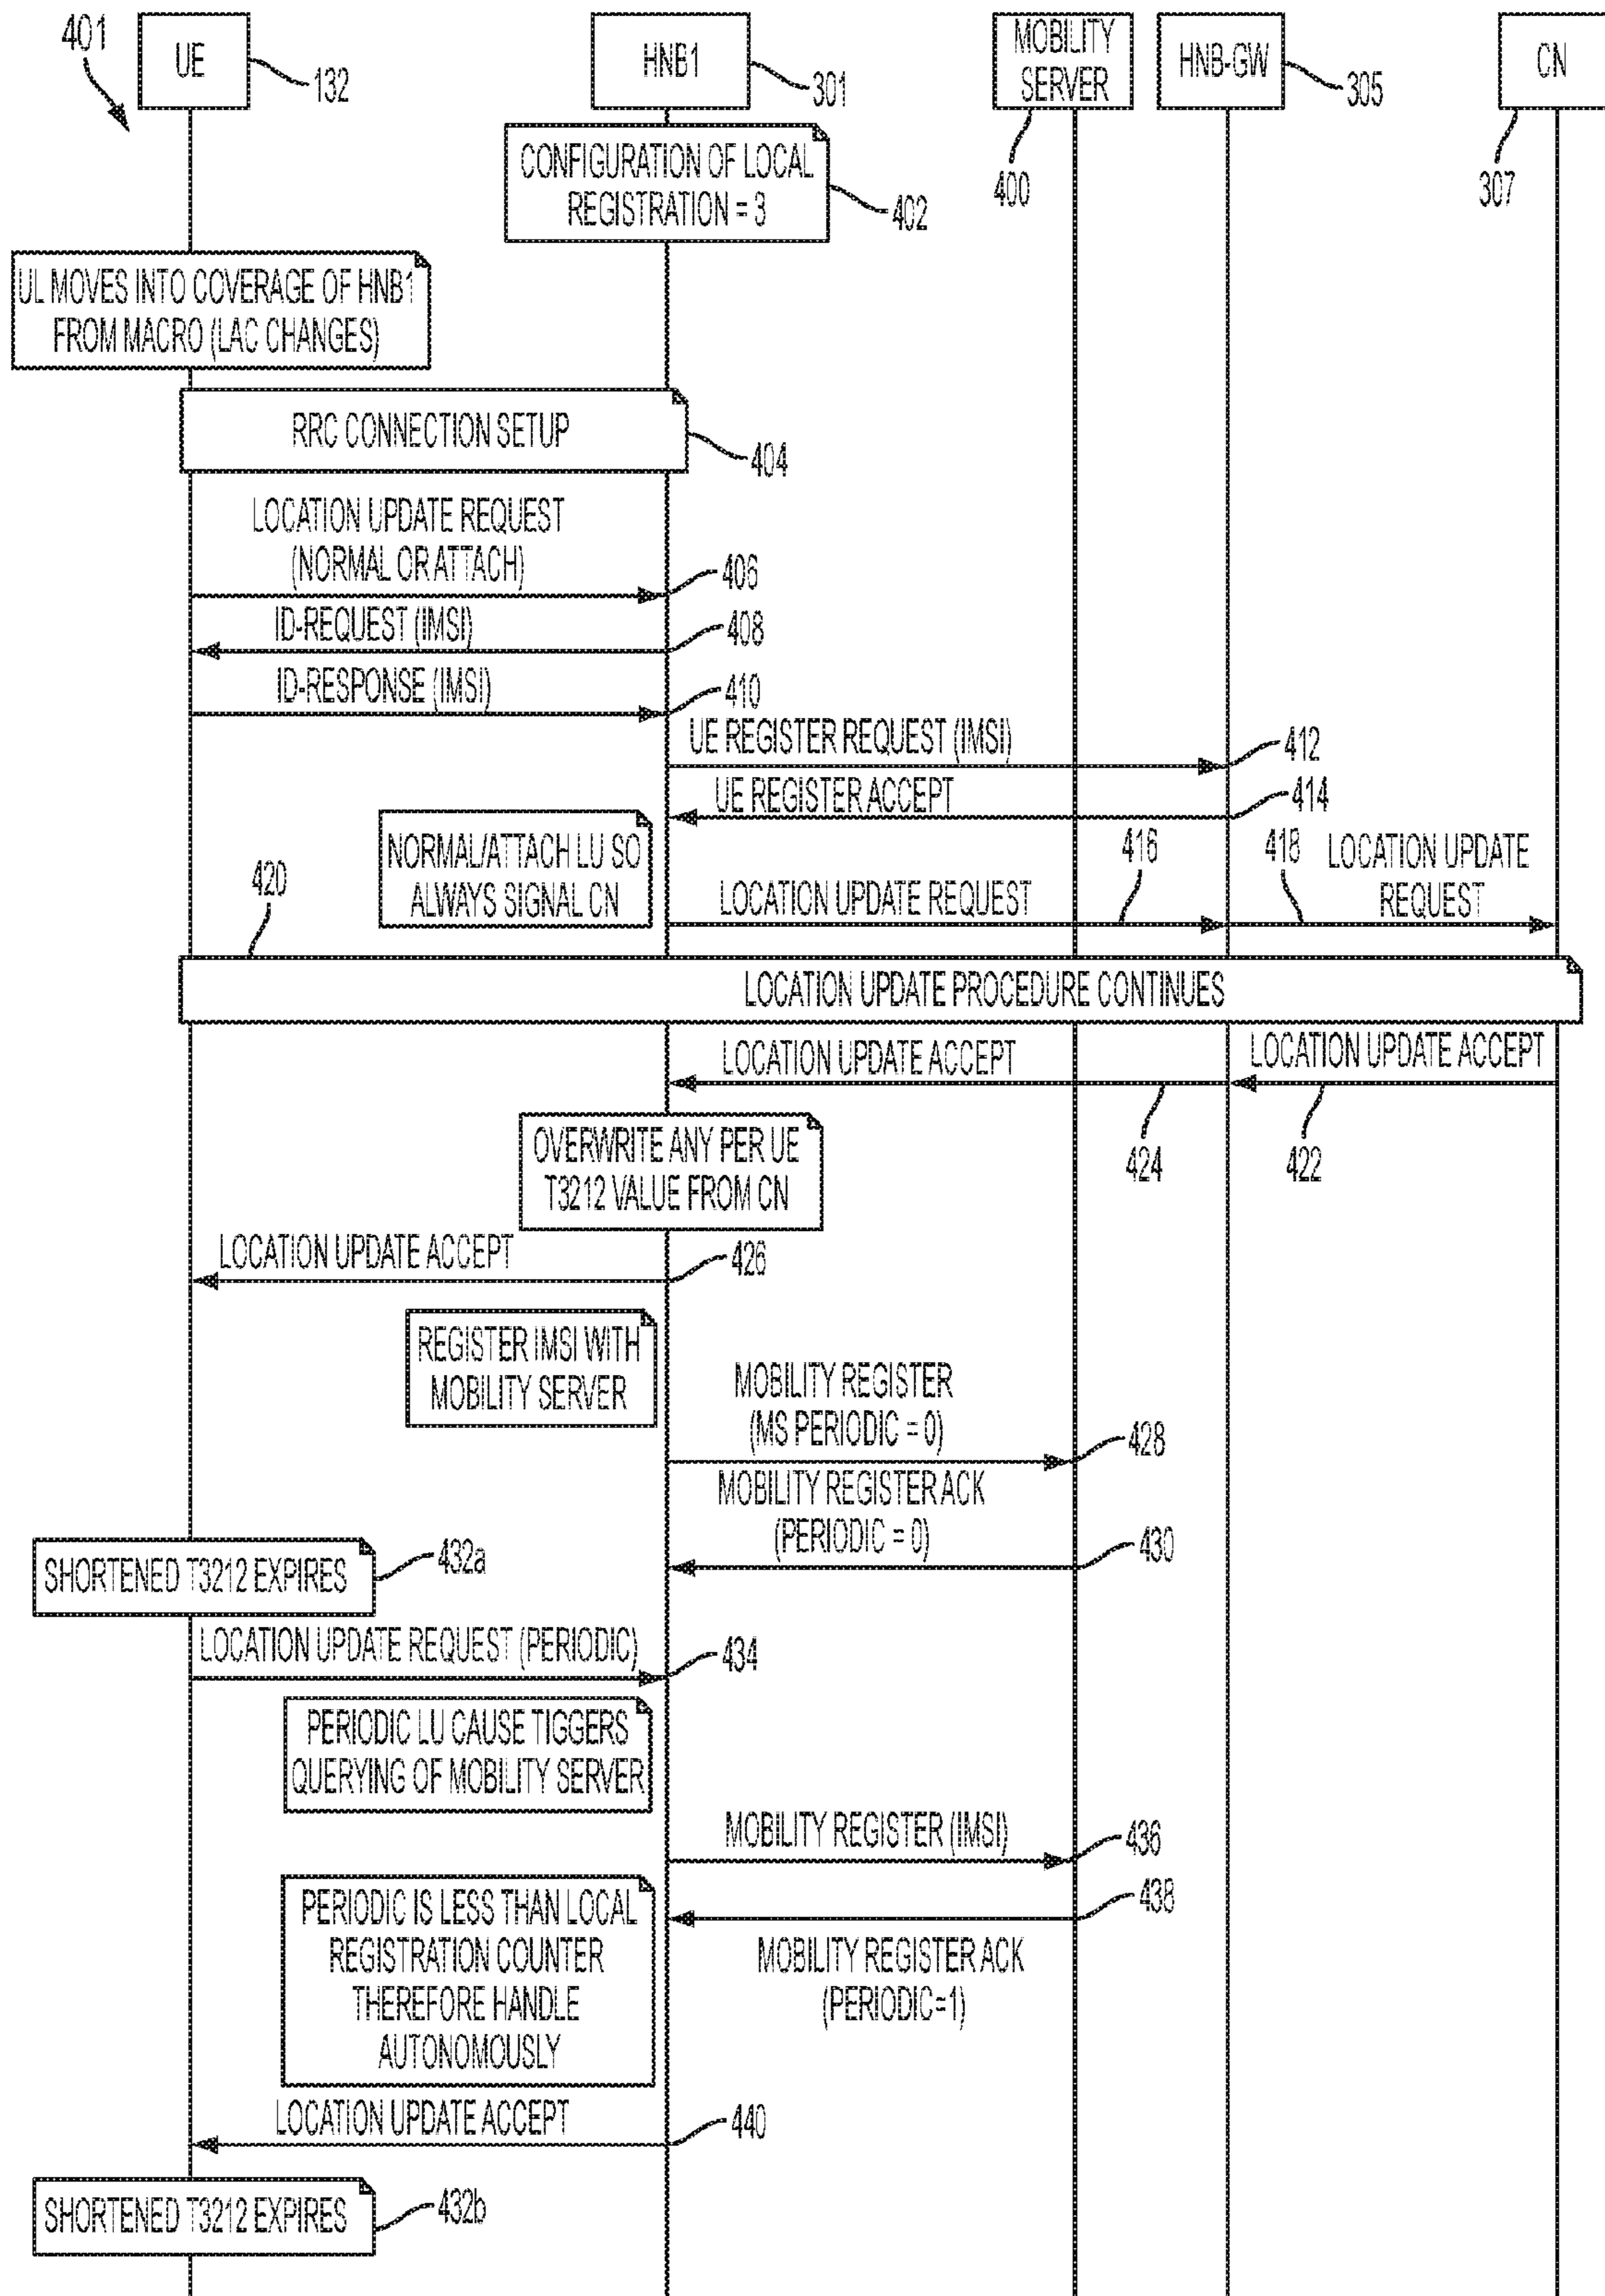 401
UE
132
HNB1
301
MOBILITY
SERVER
400
HNB-GW
305
CN
307
CONFIGURATION OF LOCAL
REGISTRATION = 3
402
UL MOVES INTO COVERAGE OF HNB1
FROM MACRO (LAC CHANGES)
RRC CONNECTION SETUP
404
LOCATION UPDATE REQUEST
(NORMAL OR ATTACH)
406
ID-REQUEST (IMSI)
408
ID-RESPONSE (IMSI)
410
UE REGISTER REQUEST (IMSI)
412
UE REGISTER ACCEPT
414
NORMAL/ATTACH LU SO
ALWAYS SIGNAL CN
420
LOCATION UPDATE REQUEST
416
418
LOCATION UPDATE
REQUEST
LOCATION UPDATE PROCEDURE CONTINUES
LOCATION UPDATE ACCEPT
LOCATION UPDATE ACCEPT
424
422
OVERWRITE ANY PER UE
T3212 VALUE FROM CN
LOCATION UPDATE ACCEPT
426
REGISTER IMSI WITH
MOBILITY SERVER
MOBILITY REGISTER
(MS PERIODIC = 0)
428
MOBILITY REGISTER ACK
(PERIODIC = 0)
430
SHORTENED T3212 EXPIRES
432a
LOCATION UPDATE REQUEST (PERIODIC)
434
PERIODIC LU CAUSE TIGGERS
QUERYING OF MOBILITY SERVER
MOBILITY REGISTER (IMSI)
436
438
PERIODIC IS LESS THAN LOCAL
REGISTRATION COUNTER
THEREFORE HANDLE
AUTONOMOUSLY
MOBILITY REGISTER ACK
(PERIODIC=1)
LOCATION UPDATE ACCEPT
440
SHORTENED T3212 EXPIRES
432b